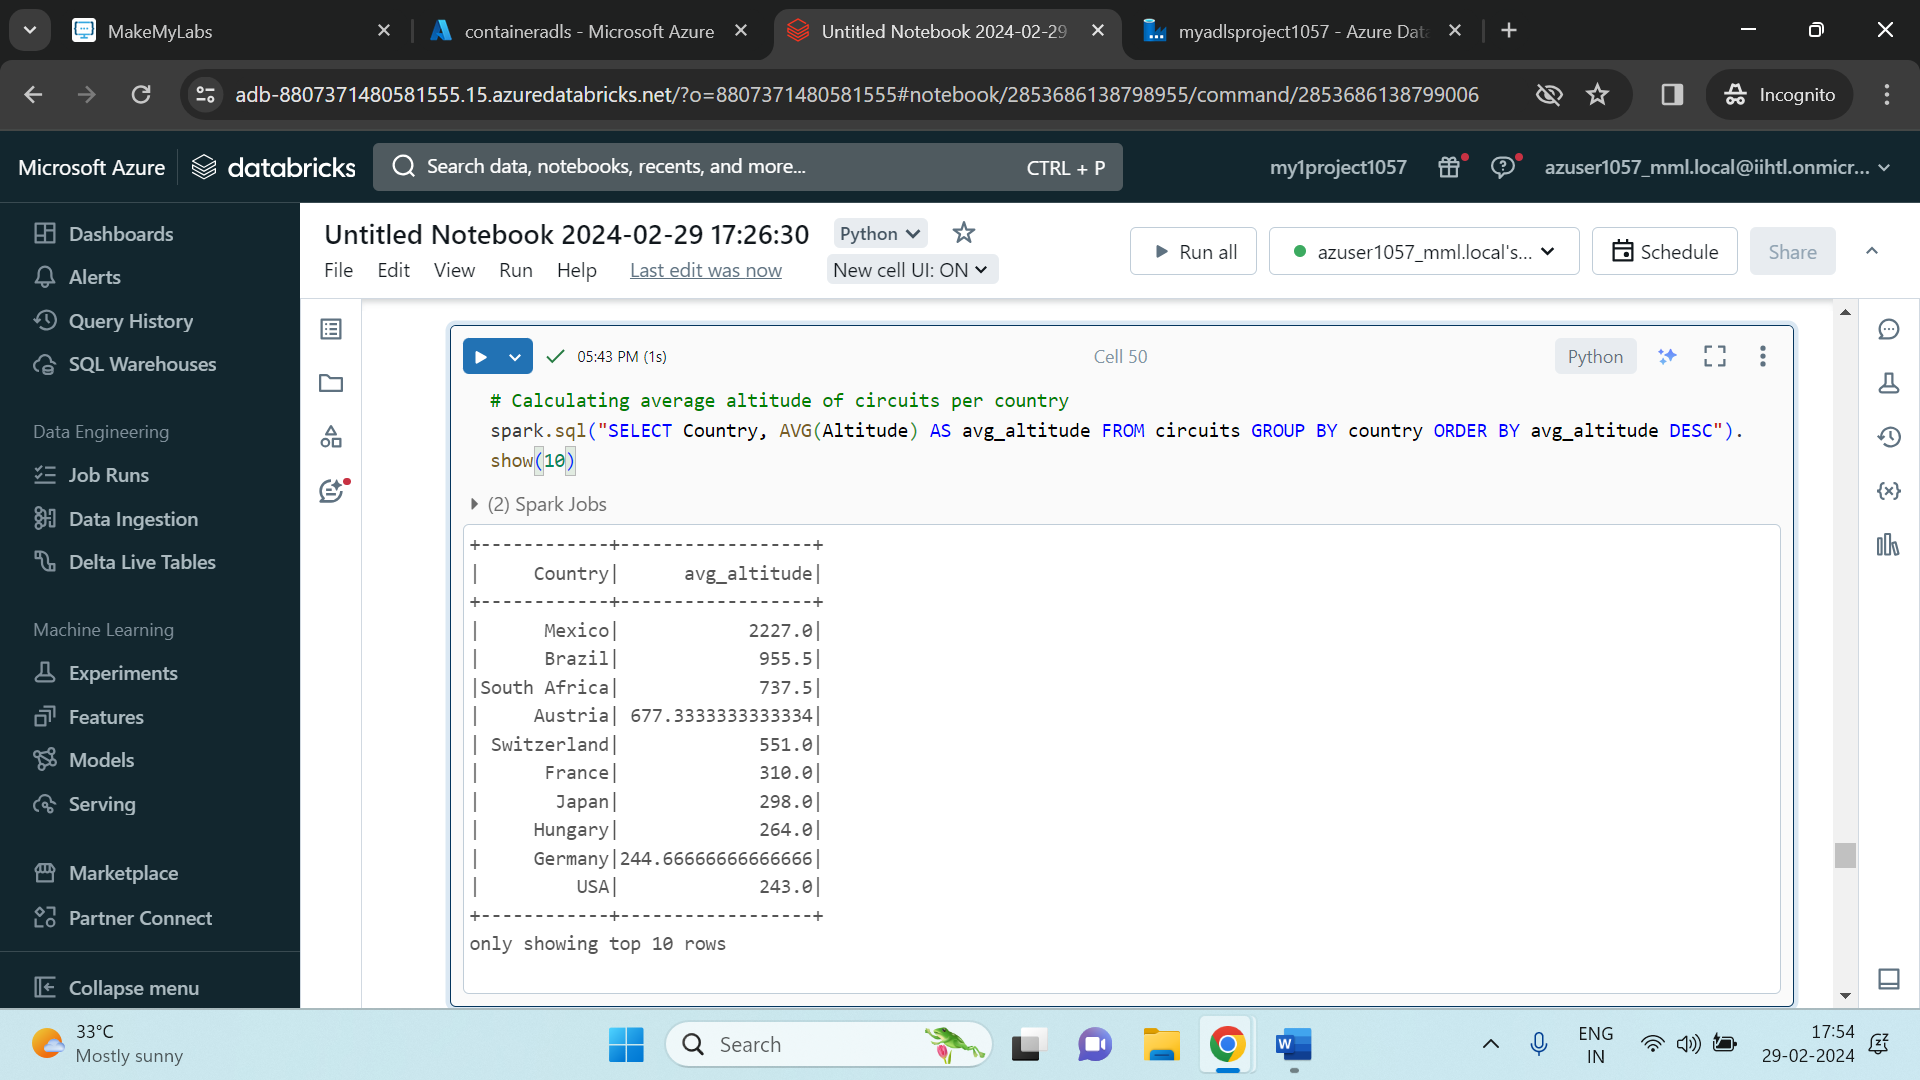 MakeMyLabs
containeradls - Microsoft Azure
Untitled Notebook 2024-02-29
myadlsproject1057 - Azure Data
adb-8807371480581555.15.azuredatabricks.net/?o=8807371480581555#notebook/2853686138798955/command/2853686138799006
Incognito
Microsoft Azure
databricks
Search data, notebooks, recents, and more...
CTRL + P
my1project1057
azuser1057_mml.local@iihtl.onmicr...
Dashboards
Alerts
Query History
SQL Warehouses
Data Engineering
Job Runs
Data Ingestion
Delta Live Tables
Machine Learning
Experiments
Features
Models
Serving
Marketplace
Partner Connect
Collapse menu
Untitled Notebook 2024-02-29 17:26:30
Python
File Edit View Run Help Last edit was now New cell UI: ON
Run all
azuser1057_mml.local's...
Schedule
Share
05:43 PM (1s)
Cell 50
Python
# Calculating average altitude of circuits per country
spark.sql("SELECT Country, AVG(Altitude) AS avg_altitude FROM circuits GROUP BY country ORDER BY avg_altitude DESC").
show(10)
(2) Spark Jobs
+------------+------------------+
|     Country|      avg_altitude|
+------------+------------------+
|      Mexico|            2227.0|
|      Brazil|             955.5|
|South Africa|             737.5|
|     Austria| 677.3333333333334|
| Switzerland|             551.0|
|      France|             310.0|
|       Japan|             298.0|
|     Hungary|             264.0|
|     Germany|244.66666666666666|
|         USA|             243.0|
+------------+------------------+
only showing top 10 rows
33°C
Mostly sunny
Search
ENG
IN
17:54
29-02-2024